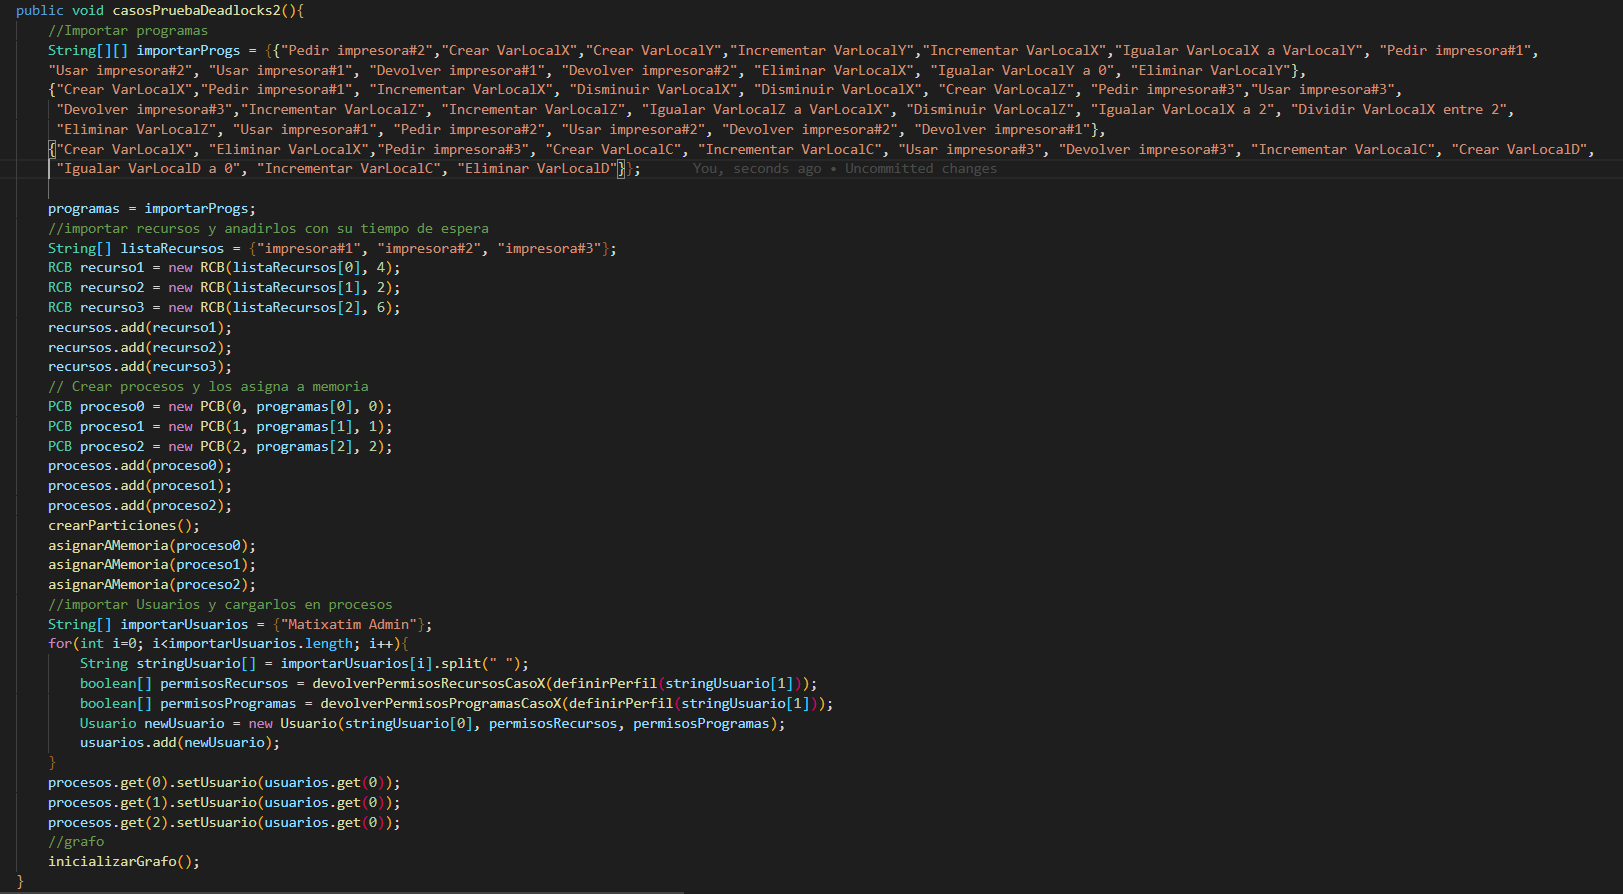 public void casosPruebaDeadlocks2(){
//Importar programas
String[][] importarProgs = {{"Pedir impresora#2","Crear VarLocalX","Crear VarLocalY","Incrementar VarLocalY","Incrementar VarLocalX","Igualar VarLocalX a VarLocalY", "Pedir impresora#1",
"Usar impresora#2", "Usar impresora#1", "Devolver impresora#1", "Devolver impresora#2", "Eliminar VarLocalX", "Igualar VarLocalY a 0", "Eliminar VarLocalY"},
{"Crear VarLocalX","Pedir impresora#1", "Incrementar VarLocalX", "Disminuir VarLocalX", "Disminuir VarLocalX", "Crear VarLocalZ", "Pedir impresora#3","Usar impresora#3",
"Devolver impresora#3","Incrementar VarLocalZ", "Incrementar VarLocalZ", "Igualar VarLocalZ a VarLocalX", "Disminuir VarLocalZ", "Igualar VarLocalX a 2", "Dividir VarLocalX entre 2",
"Eliminar VarLocalZ", "Usar impresora#1", "Pedir impresora#2", "Usar impresora#2", "Devolver impresora#2", "Devolver impresora#1"},
{"Crear VarLocalX", "Eliminar VarLocalX","Pedir impresora#3", "Crear VarLocalC", "Incrementar VarLocalC", "Usar impresora#3", "Devolver impresora#3", "Incrementar VarLocalC", "Crear VarLocalD",
"Igualar VarLocalD a 0", "Incrementar VarLocalC", "Eliminar VarLocalD"}}; You, seconds ago • Uncommitted changes
programas = importarProgs;
//importar recursos y anadirlos con su tiempo de espera
String[] listaRecursos = {"impresora#1", "impresora#2", "impresora#3"};
RCB recurso1 = new RCB(listaRecursos[0], 4);
RCB recurso2 = new RCB(listaRecursos[1], 2);
RCB recurso3 = new RCB(listaRecursos[2], 6);
recursos.add(recurso1);
recursos.add(recurso2);
recursos.add(recurso3);
// Crear procesos y los asigna a memoria
PCB proceso0 = new PCB(0, programas[0], 0);
PCB proceso1 = new PCB(1, programas[1], 1);
PCB proceso2 = new PCB(2, programas[2], 2);
procesos.add(proceso0);
procesos.add(proceso1);
procesos.add(proceso2);
crearParticiones();
asignarAMemoria(proceso0);
asignarAMemoria(proceso1);
asignarAMemoria(proceso2);
//importar Usuarios y cargarlos en procesos
String[] importarUsuarios = {"Matixatim Admin"};
for(int i=0; i<importarUsuarios.length; i++){
String stringUsuario[] = importarUsuarios[i].split(" ");
boolean[] permisosRecursos = devolverPermisosRecursosCasoX(definirPerfil(stringUsuario[1]));
boolean[] permisosProgramas = devolverPermisosProgramasCasoX(definirPerfil(stringUsuario[1]));
Usuario newUsuario = new Usuario(stringUsuario[0], permisosRecursos, permisosProgramas);
usuarios.add(newUsuario);
}
procesos.get(0).setUsuario(usuarios.get(0));
procesos.get(1).setUsuario(usuarios.get(0));
procesos.get(2).setUsuario(usuarios.get(0));
//grafo
inicializarGrafo();
}